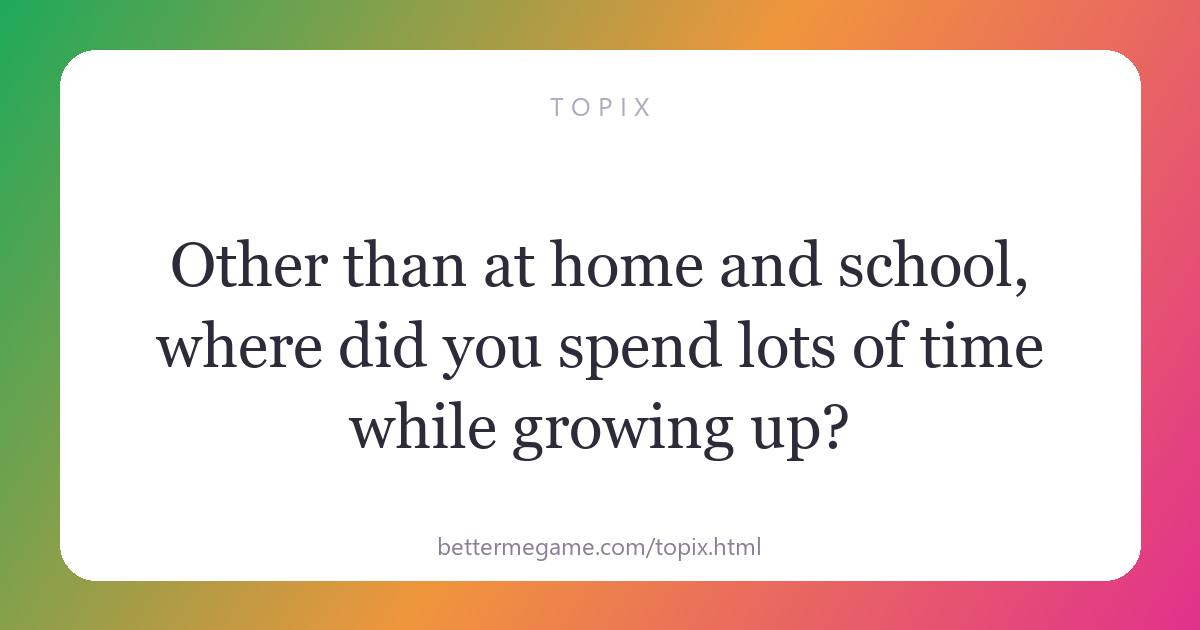 TOPIX
Other than at home and school,
where did you spend lots of time
while growing up?
bettermegame.com/topix.html